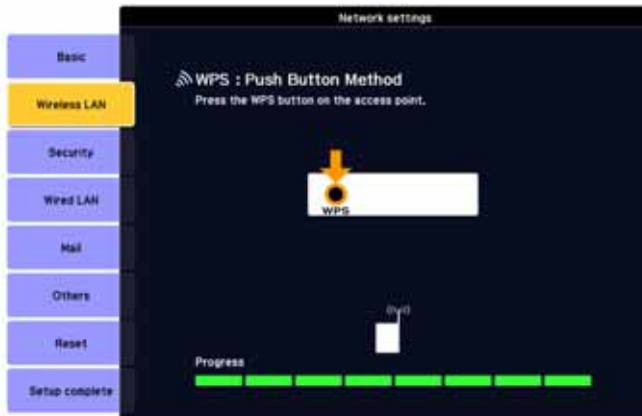 Network settings
Basic
Wireless LAN
Security
Wired LAN
Mail
Others
Reset
Setup complete
WPS : Push Button Method
Press the WPS button on the access point.
WPS
Progress